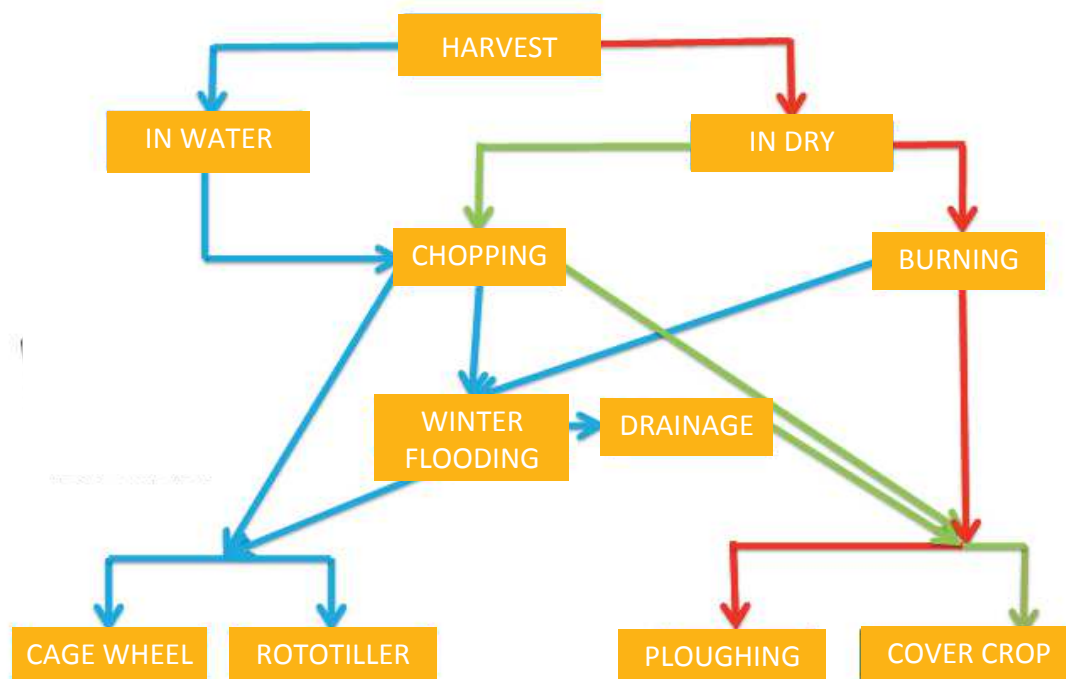 HARVEST
IN WATER
IN DRY
CHOPPING
BURNING
WINTER
FLOODING
DRAINAGE
CAGE WHEEL
ROTOTILLER
PLOUGHING
COVER CROP